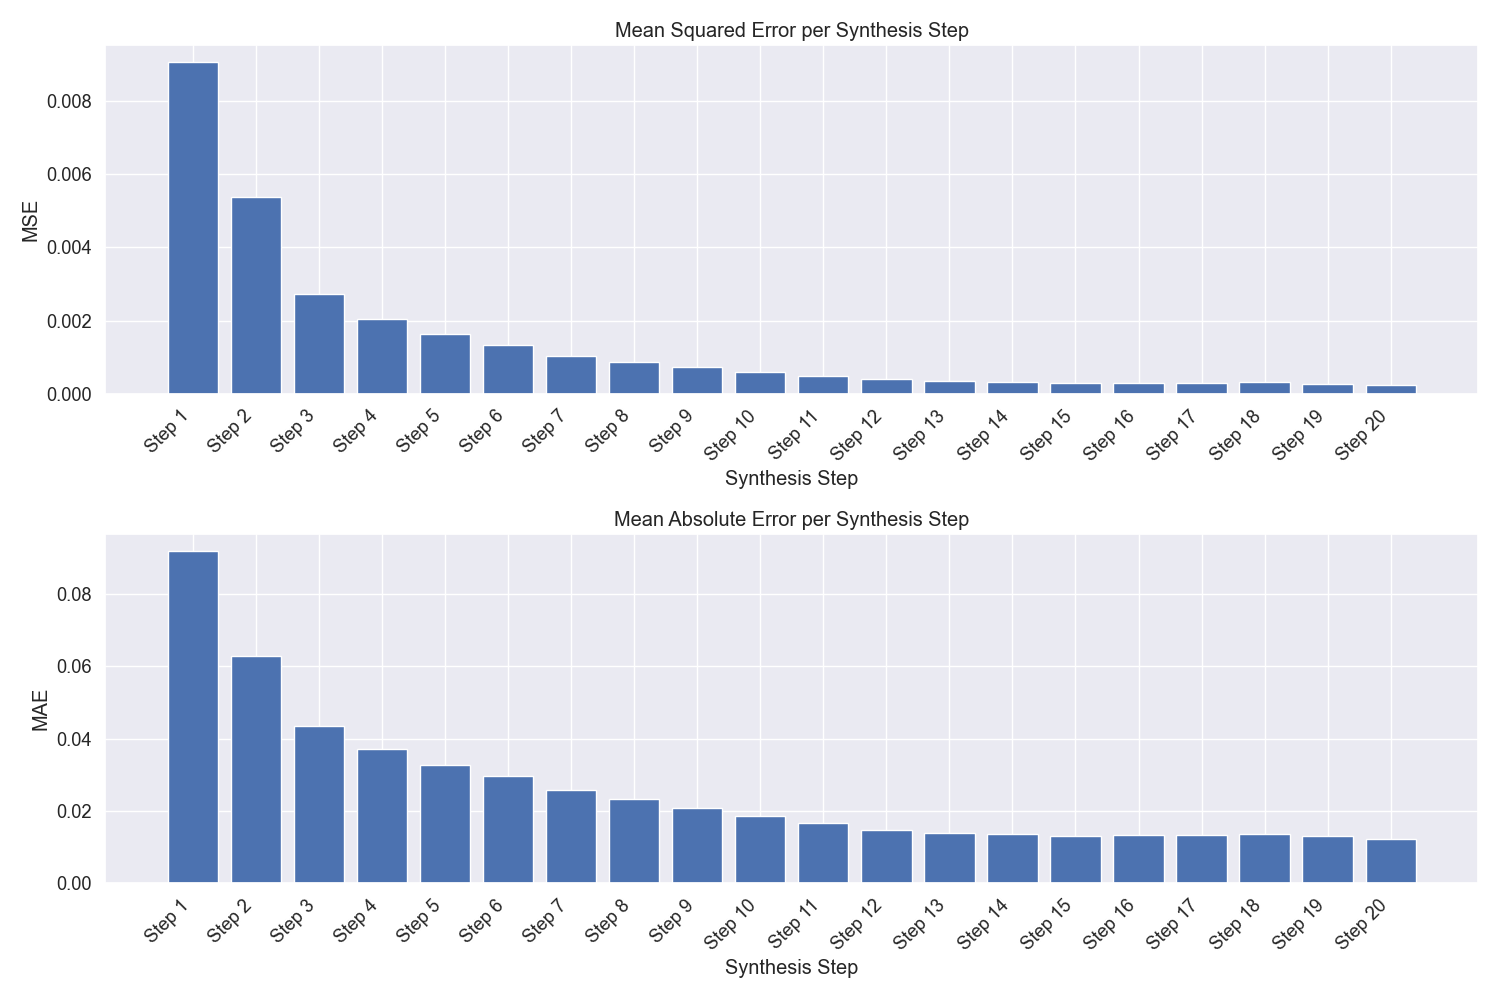 Mean Squared Error per Synthesis Step
MSE
0.008
0.006
0.004
0.002
0.000
Step 1
Step 2
Step 3
Step 4
Step 5
Step 6
Step 7
Step 8
Step 9
Step 10
Step 11
Step 12
Step 13
Step 14
Step 15
Step 16
Step 17
Step 18
Step 19
Step 20
Synthesis Step
Mean Absolute Error per Synthesis Step
MAE
0.08
0.06
0.04
0.02
0.00
Step 1
Step 2
Step 3
Step 4
Step 5
Step 6
Step 7
Step 8
Step 9
Step 10
Step 11
Step 12
Step 13
Step 14
Step 15
Step 16
Step 17
Step 18
Step 19
Step 20
Synthesis Step